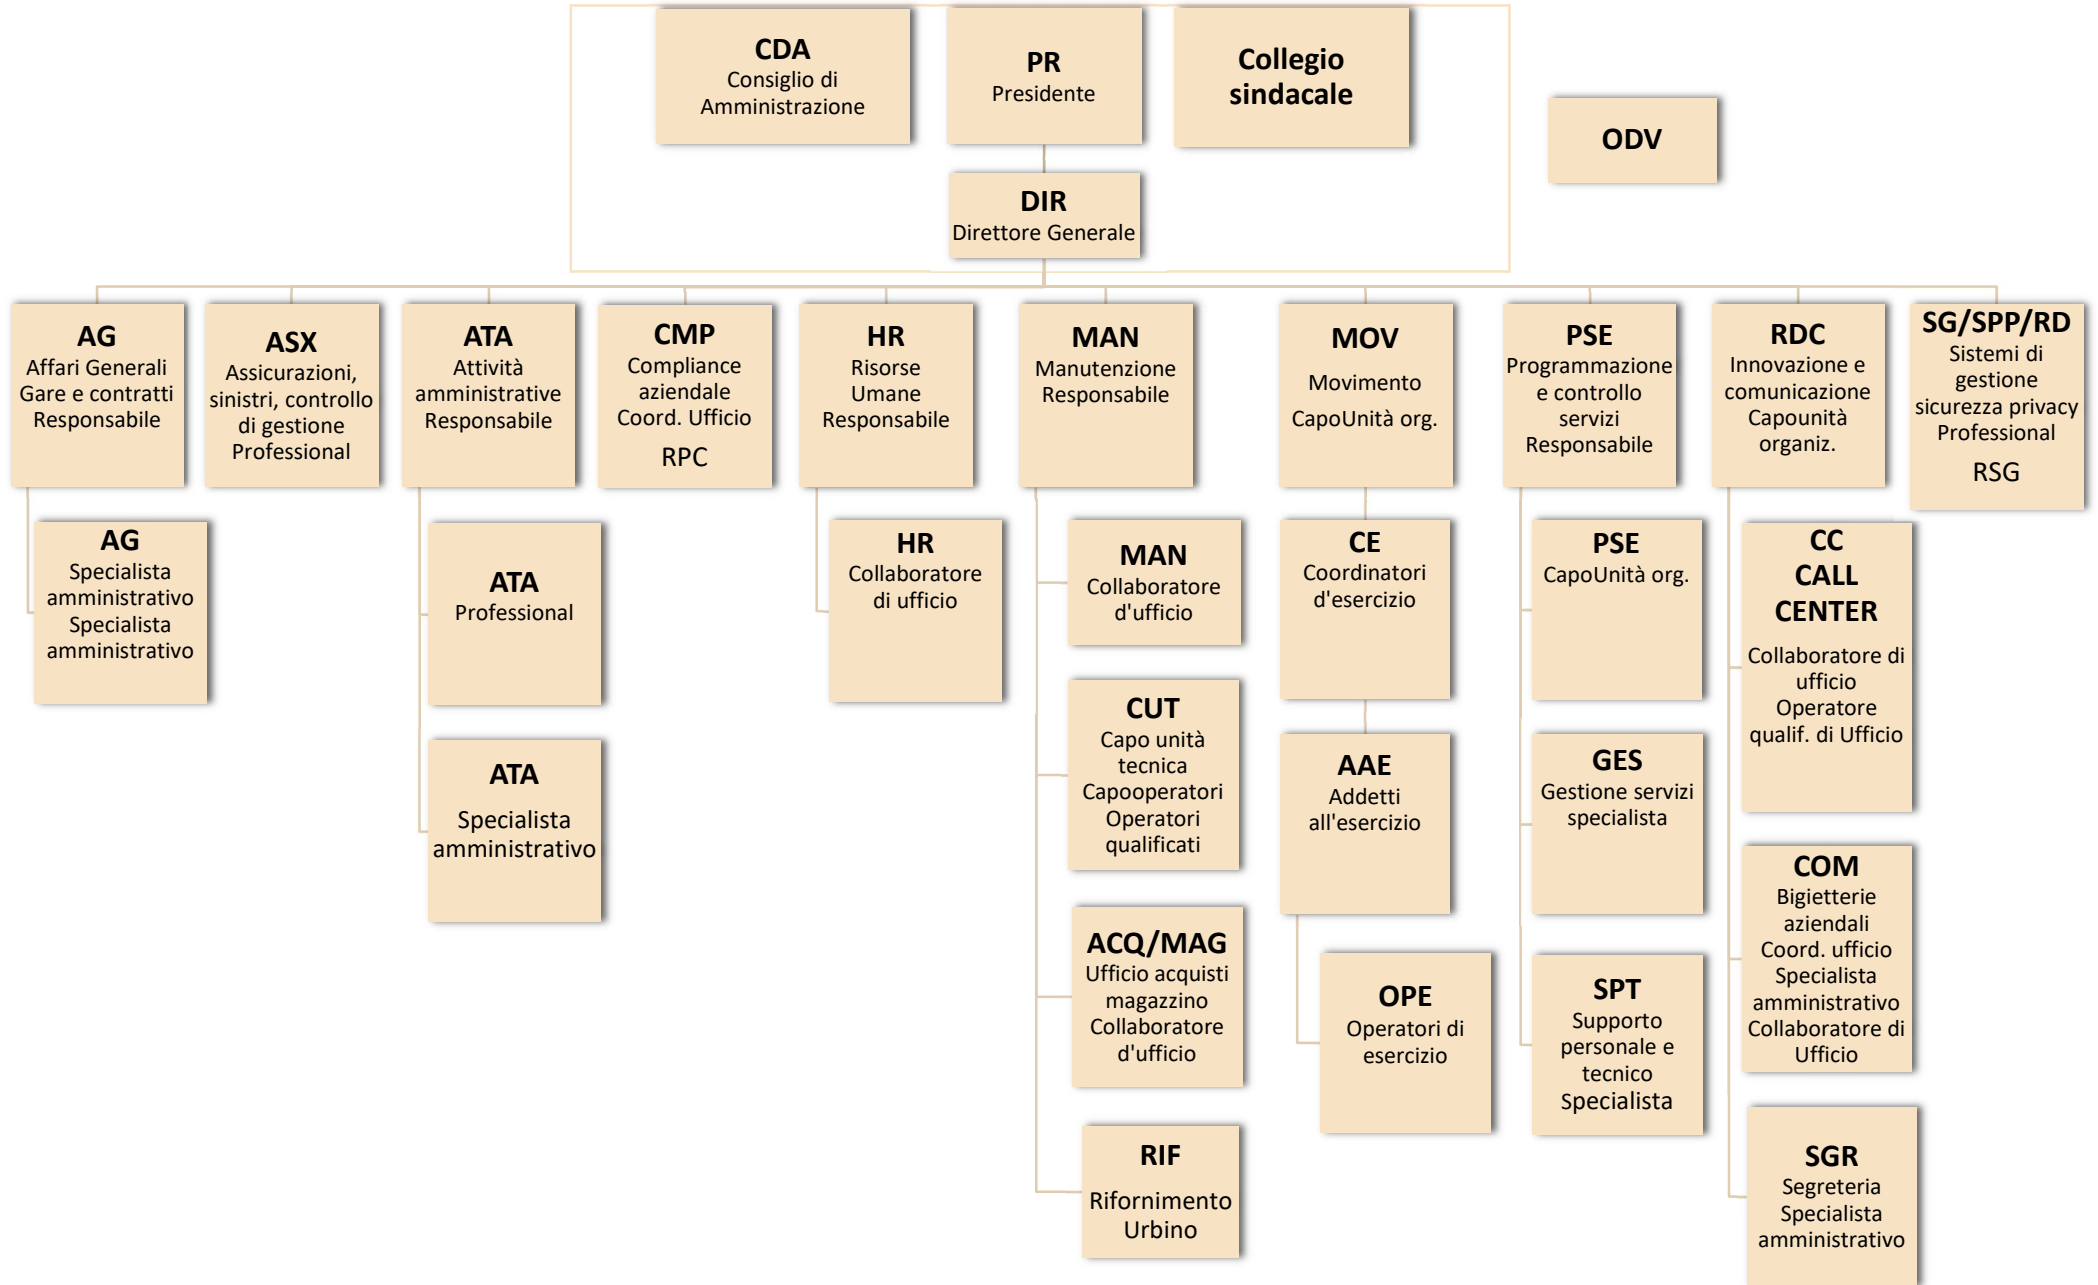 CDA
Consiglio di
Amministrazione
PR
Presidente
Collegio
sindacale
ODV
DIR
Direttore Generale
AG
Affari Generali
Gare e contratti
Responsabile
ASX
Assicurazioni,
sinistri, controllo
di gestione
Professional
ATA
Attività
amministrative
Responsabile
CMP
Compliance
aziendale
Coord. Ufficio
RPC
HR
Risorse
Umane
Responsabile
MAN
Manutenzione
Responsabile
MOV
Movimento
CapoUnità org.
PSE
Programmazione
e controllo
servizi
Responsabile
RDC
Innovazione e
comunicazione
Capounità
organiz.
SG/SPP/RD
Sistemi di
gestione
sicurezza privacy
Professional
RSG
AG
Specialista
amministrativo
Specialista
amministrativo
ATA
Professional
ATA
Specialista
amministrativo
HR
Collaboratore
di ufficio
MAN
Collaboratore
d'ufficio
CUT
Capo unità
tecnica
Capooperatori
Operatori
qualificati
ACQ/MAG
Ufficio acquisti
magazzino
Collaboratore
d'ufficio
RIF
Rifornimento
Urbino
CE
Coordinatori
d'esercizio
AAE
Addetti
all'esercizio
OPE
Operatori di
esercizio
PSE
CapoUnità org.
GES
Gestione servizi
specialista
SPT
Supporto
personale e
tecnico
Specialista
CC
CALL
CENTER
Collaboratore di
ufficio
Operatore
qualif. di Ufficio
COM
Bigietterie
aziendali
Coord. ufficio
Specialista
amministrativo
Collaboratore di
Ufficio
SGR
Segreteria
Specialista
amministrativo